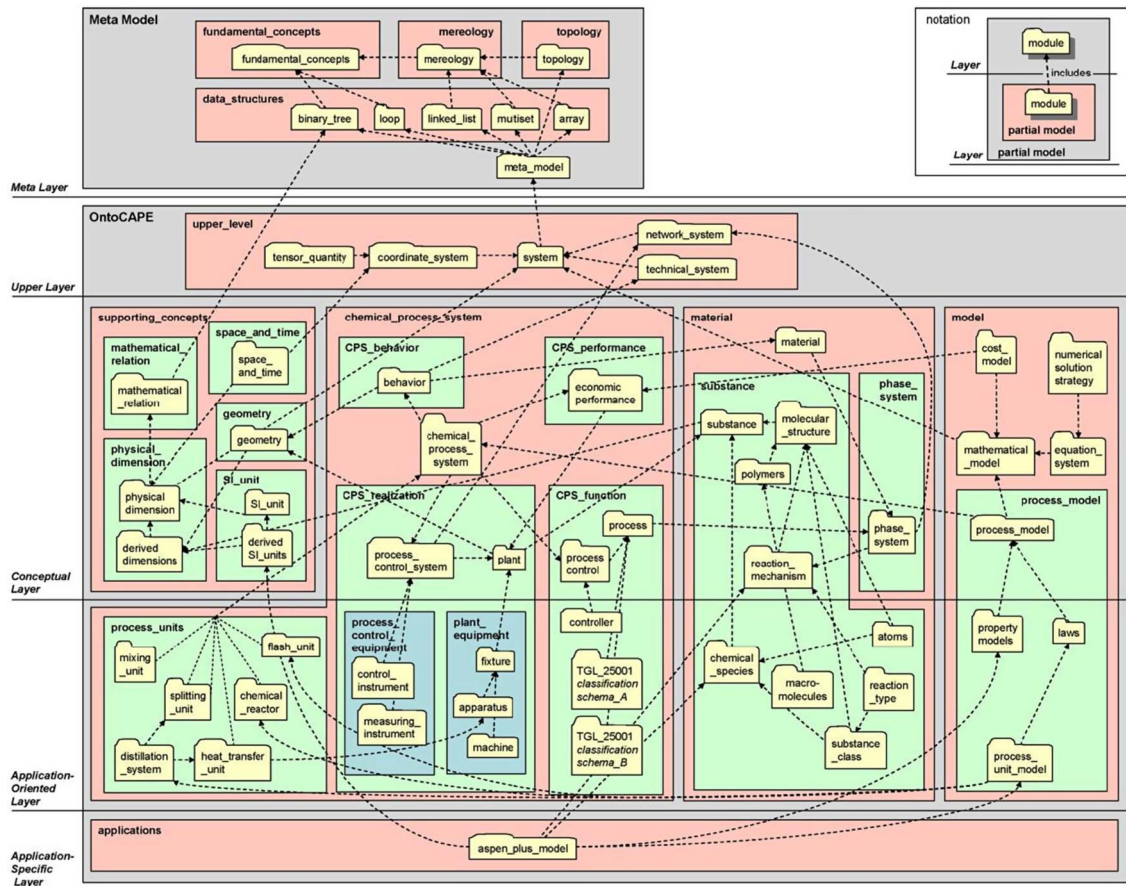 Meta Model
fundamental_concepts
mereology
topology
fundamental_concepts
mereology
topology
data_structures
binary_tree
loop
linked_list
mutiset
array
meta_model
Meta Layer
notation
module
Layer
includes
module
partial model
Layer
partial model
OntoCAPE
upper_level
tensor_quantity
coordinate_system
system
network_system
technical_system
Upper Layer
supporting_concepts
mathematical_
relation
mathematical
_relation
space_and_time
space_
and_time
geometry
geometry
physical_
dimension
physical
dimension
derived
dimensions
SI_unit
SI_unit
derived
SI_units
chemical_process_system
CPS_behavior
behavior
CPS_performance
economic
performance
chemical_
process_
system
CPS_realization
process_
control_system
plant
CPS_function
process
process
control
material
material
substance
substance
molecular
_structure
polymers
reaction_
mechanism
phase_
system
phase_
system
model
cost_
model
numerical
solution
strategy
mathematical
_model
equation_
system
process_model
process_model
Conceptual
Layer
process_units
mixing_
unit
splitting
_unit
chemical
_reactor
flash_unit
distillation
_system
heat_transfer
_unit
process_
control_
equipment
control_
instrument
measuring_
instrument
plant_
equipment
fixture
apparatus
machine
controller
TGL_25001
classification
schema_A
TGL_25001
classification
schema_B
chemical
_species
macro-
molecules
atoms
reaction
_type
substance
_class
property
models
laws
process_
unit_model
Application-
Oriented Layer
applications
aspen_plus_model
Application-
Specific
Layer